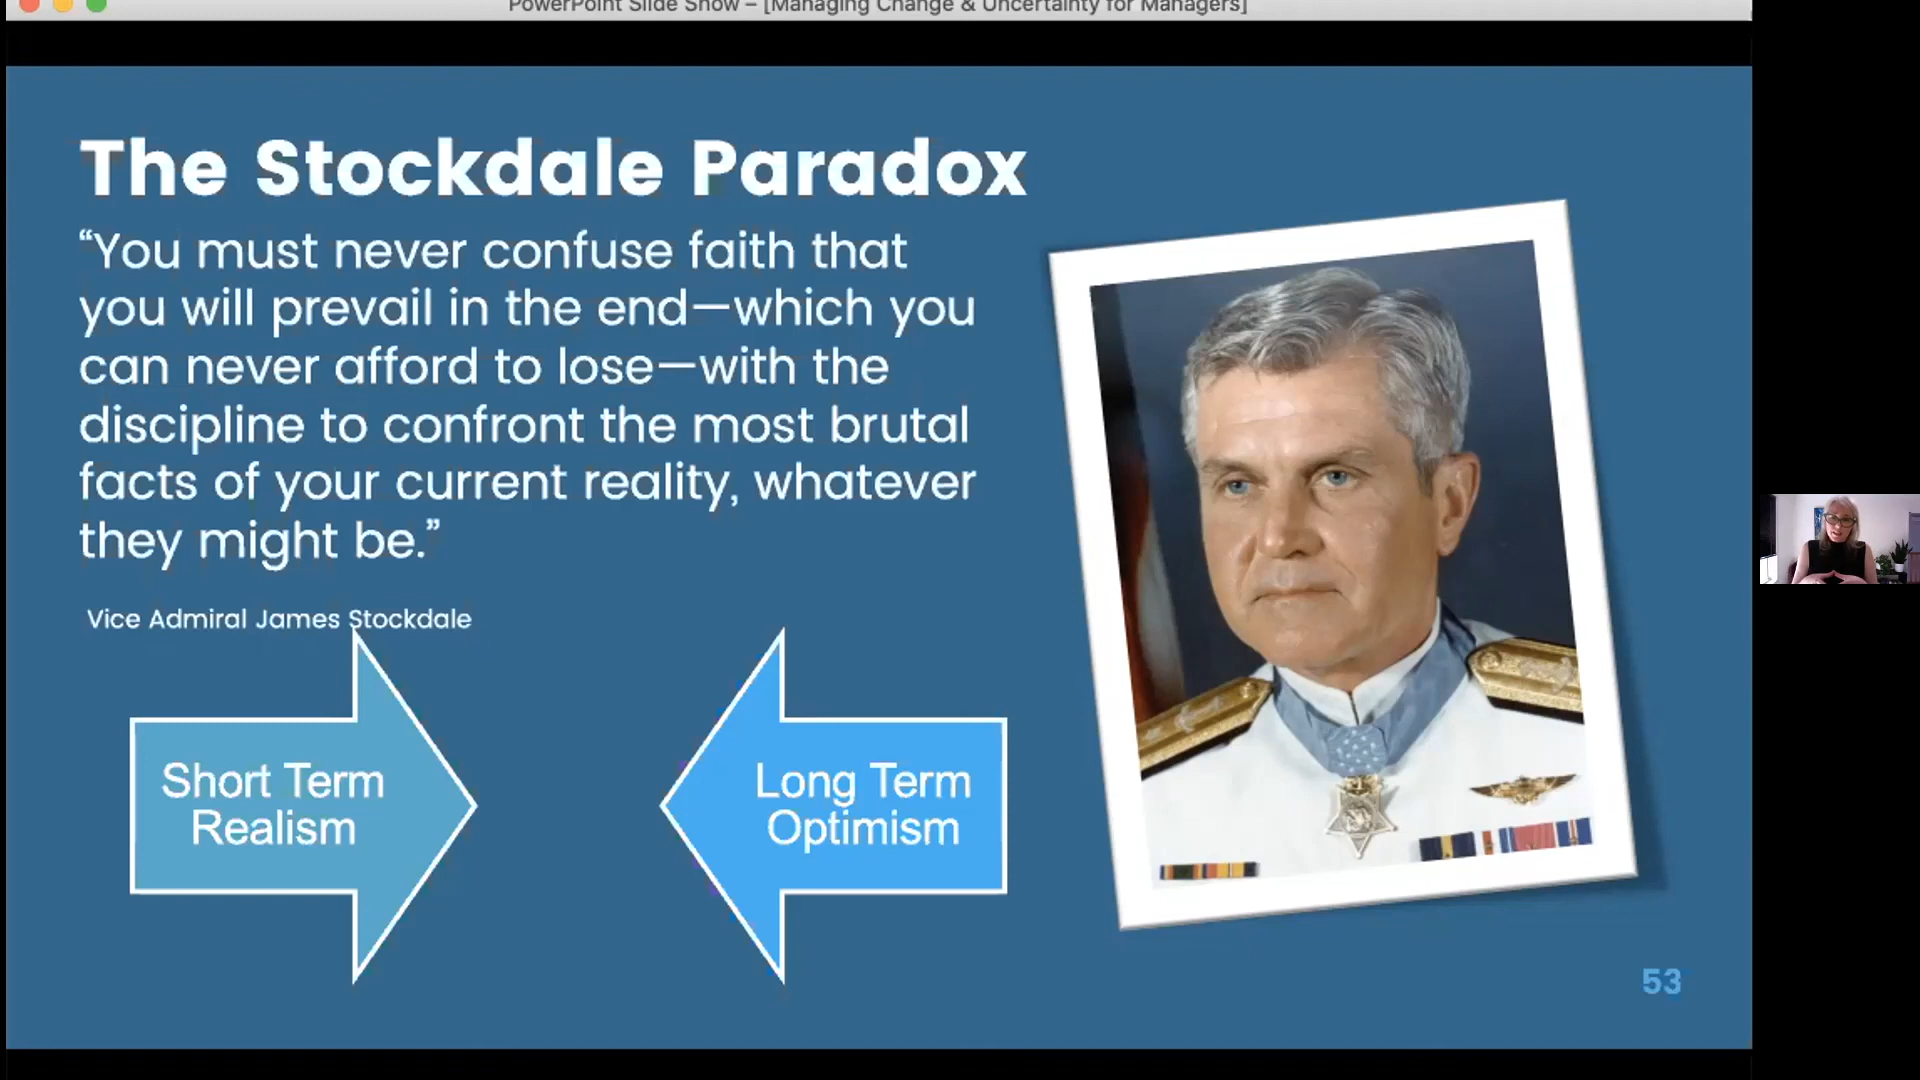 PowerPoint Slide Show – [Managing Change & Uncertainty for Managers]
The Stockdale Paradox
“You must never confuse faith that
you will prevail in the end—which you
can never afford to lose—with the
discipline to confront the most brutal
facts of your current reality, whatever
they might be.”
Vice Admiral James Stockdale
Short Term
Realism
Long Term
Optimism
53